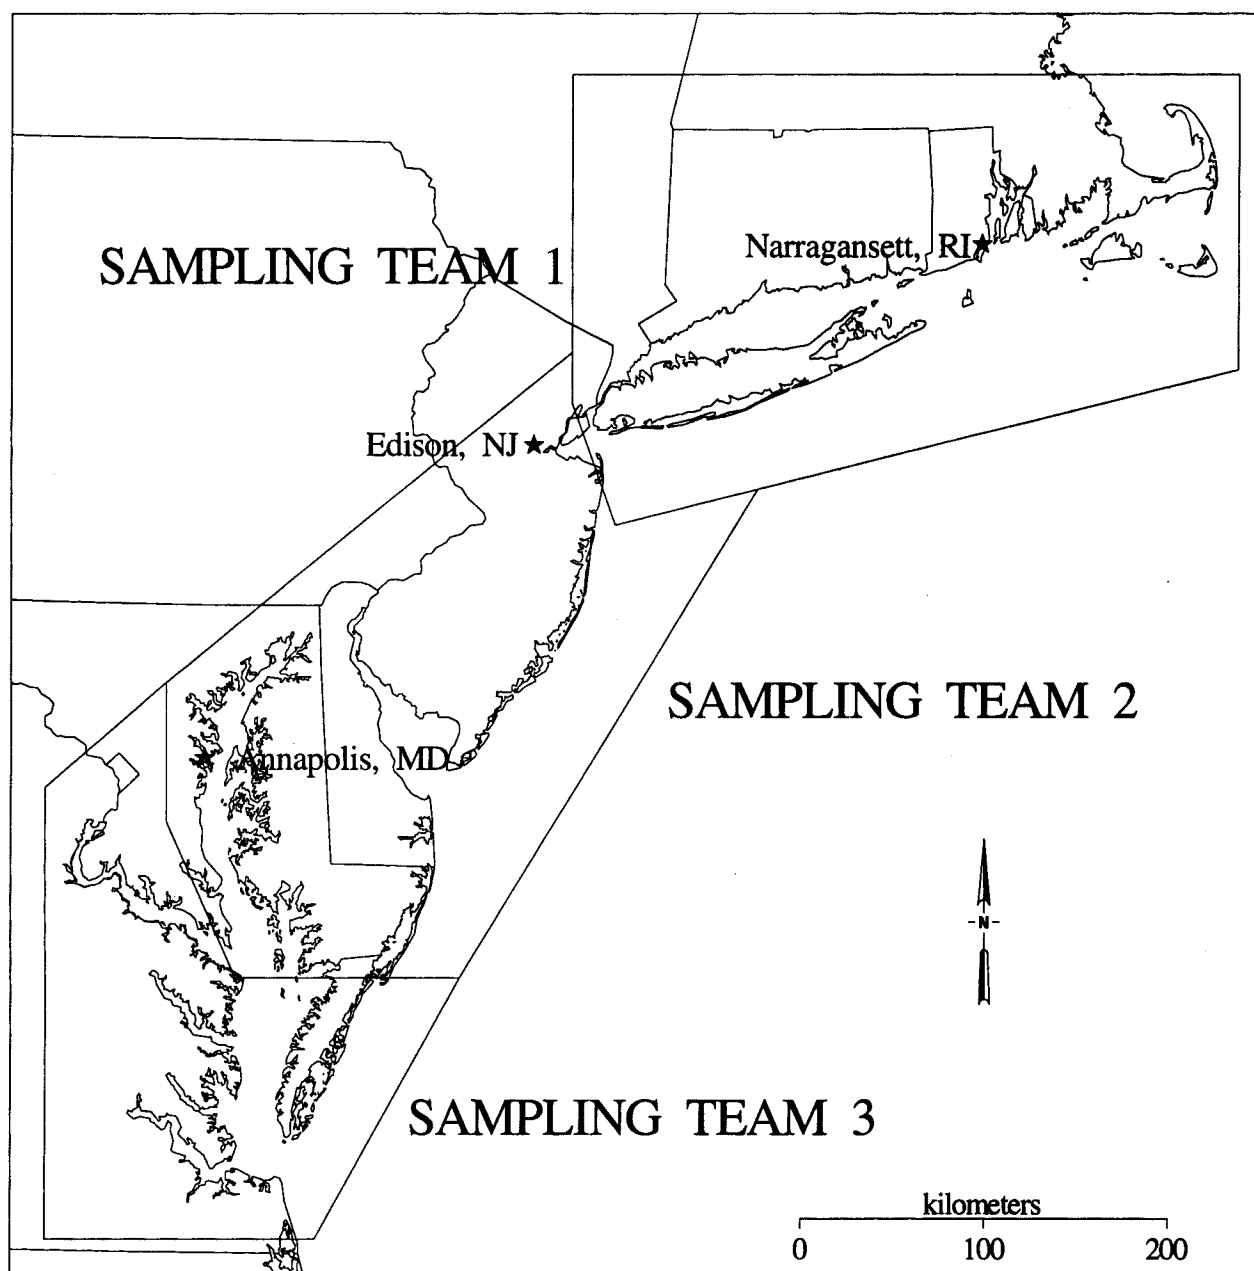 SAMPLING TEAM 1
Narragansett, RI
Edison, NJ
SAMPLING TEAM 2
Annapolis, MD
N
SAMPLING TEAM 3
kilometers
0 100 200